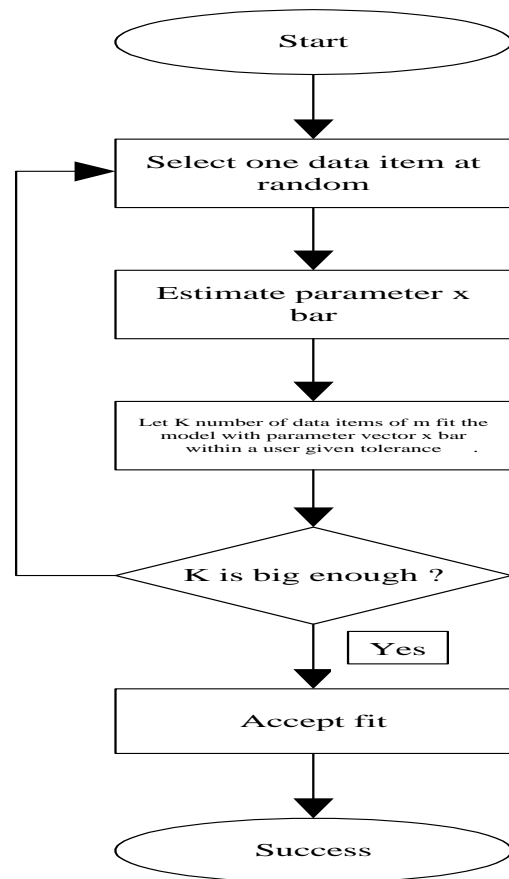 Start
Select one data item at
random
Estimate parameter x
bar
Let K number of data items of m fit the
model with parameter vector x bar
within a user given tolerance .
K is big enough ?
Yes
Accept fit
Success